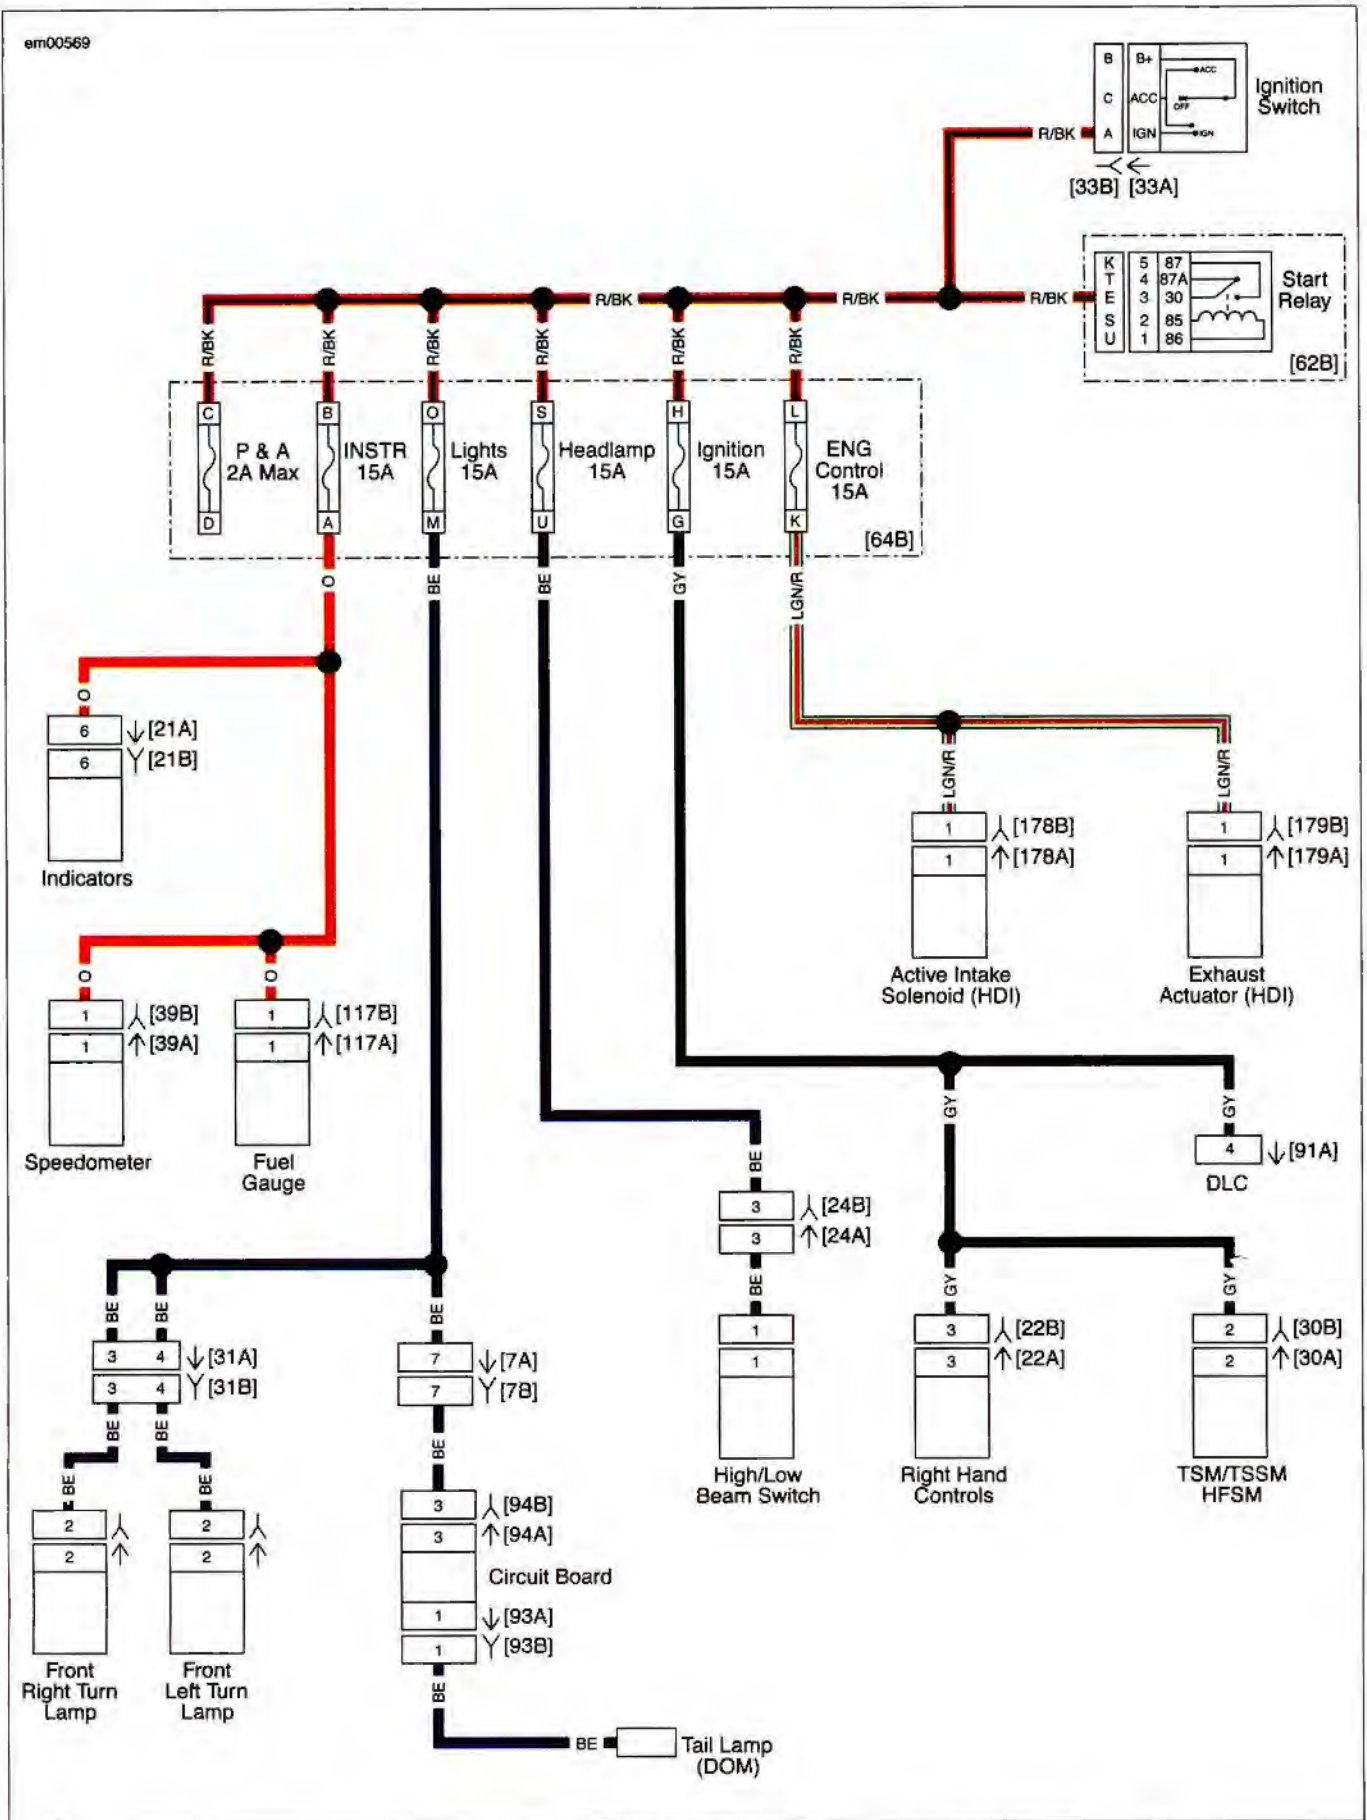 em00569
B B+ ACC
C ACC OFF
A IGN IGN
Ignition
Switch
R/BK
[33B] [33A]
K 5 87
T 4 87A
E 3 30
S 2 85
U 1 86
Start
Relay
[62B]
R/BK R/BK R/BK
R/BK R/BK R/BK R/BK R/BK R/BK
C B O S H L
P & A
2A Max
INSTR
15A
Lights
15A
Headlamp
15A
Ignition
15A
ENG
Control
15A
D A M U G K
[64B]
O BE BE GY LGN/R
O
6 [21A]
6 [21B]
Indicators
LGN/R LGN/R
1 [178B]
1 [178A]
Active Intake
Solenoid (HDI)
1 [179B]
1 [179A]
Exhaust
Actuator (HDI)
O O
1 [39B]
1 [39A]
Speedometer
1 [117B]
1 [117A]
Fuel
Gauge
GY GY
4 [91A]
DLC
BE
3 [24B]
3 [24A]
BE
1
1
High/Low
Beam Switch
GY GY
3 [22B]
3 [22A]
Right Hand
Controls
2 [30B]
2 [30A]
TSM/TSSM
HFSM
BE BE BE
3 4 [31A]
3 4 [31B]
BE BE
BE BE
2 2
2 2
Front
Right Turn
Lamp
Front
Left Turn
Lamp
7 [7A]
7 [7B]
BE
3 [94B]
3 [94A]
Circuit Board
1 [93A]
1 [93B]
BE
BE
Tail Lamp
(DOM)